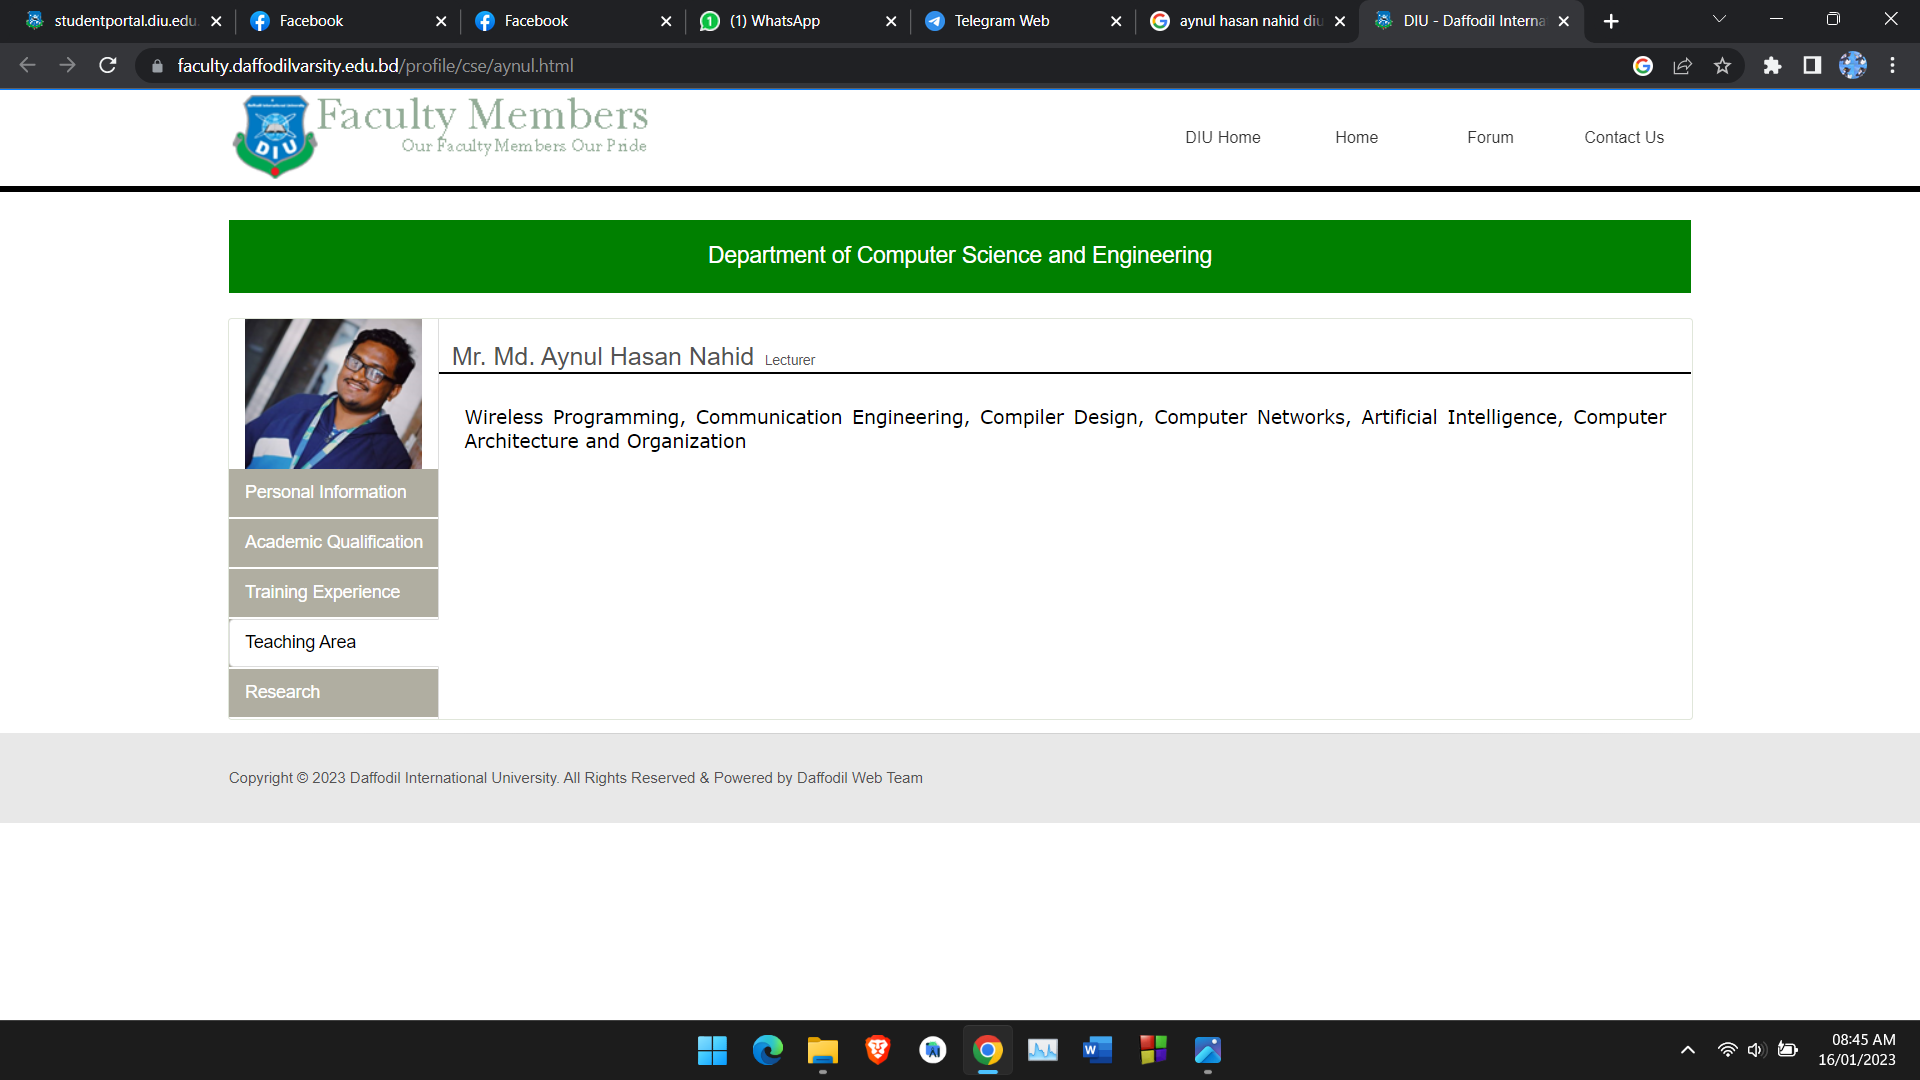 studentportal.diu.edu.
Facebook
Facebook
(1) WhatsApp
Telegram Web
aynul hasan nahid diu
DIU - Daffodil Interna
faculty.daffodilvarsity.edu.bd/profile/cse/aynul.html
DIU
Faculty Members
Our Faculty Members Our Pride
DIU Home
Home
Forum
Contact Us
Department of Computer Science and Engineering
Mr. Md. Aynul Hasan Nahid Lecturer
Wireless Programming, Communication Engineering, Compiler Design, Computer Networks, Artificial Intelligence, Computer
Architecture and Organization
Personal Information
Academic Qualification
Training Experience
Teaching Area
Research
Copyright © 2023 Daffodil International University. All Rights Reserved & Powered by Daffodil Web Team
08:45 AM
16/01/2023